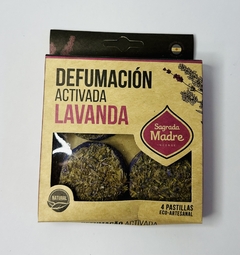 DEFUMACIÓN
ACTIVADA
LAVANDA
Sagrada
Madre
NATURAL
4 PASTILLAS
ECO-ARTESANAL